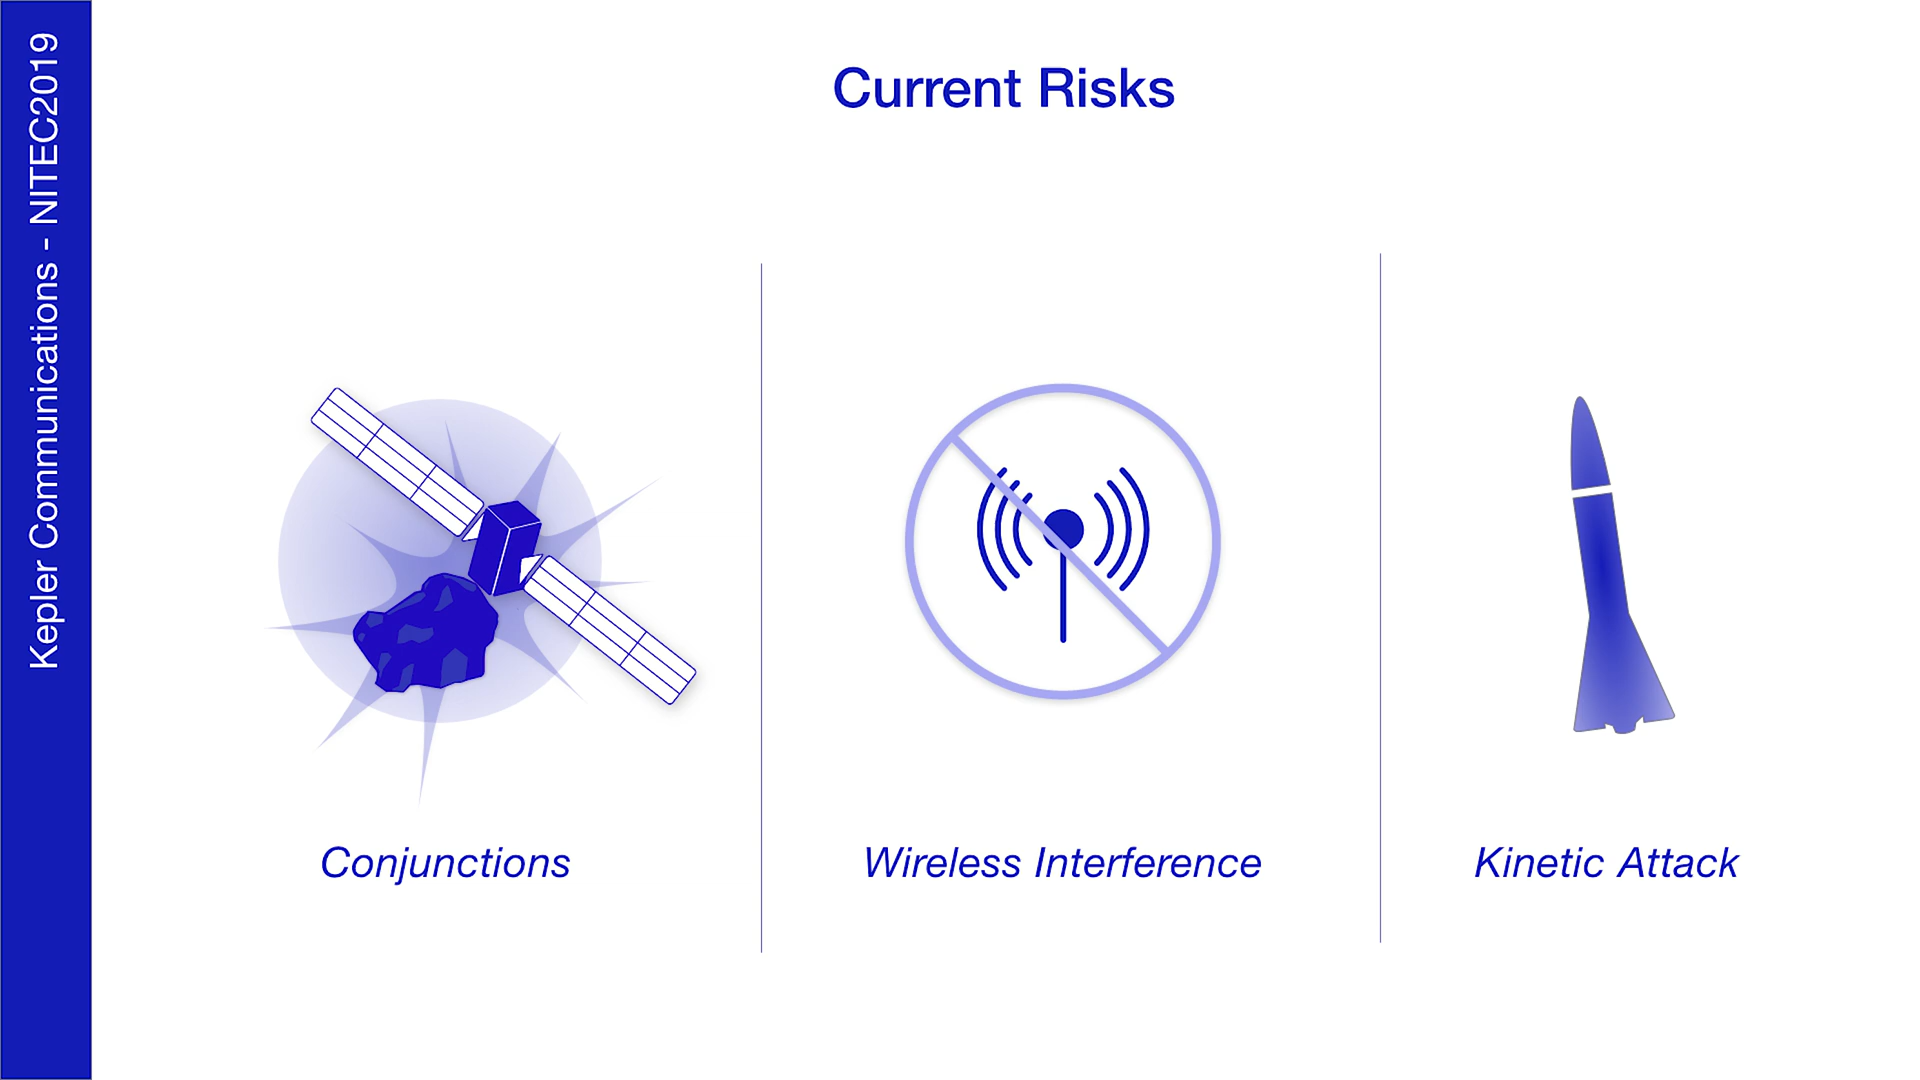 Kepler Communications - NITEC2019
Current Risks
Conjunctions
Wireless Interference
Kinetic Attack